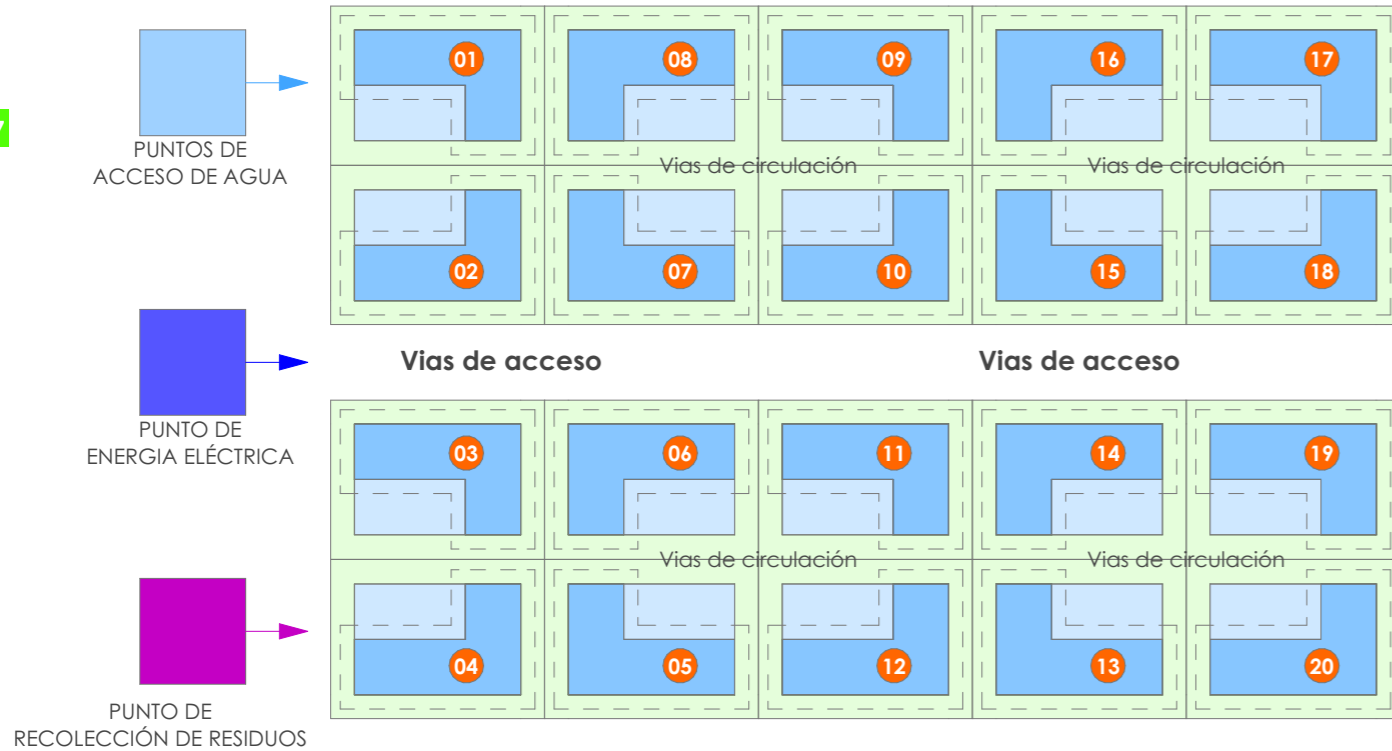 01 08 09 16 17
7
PUNTOS DE
ACCESO DE AGUA
Vias de circulación Vias de circulación
02 07 10 15 18
Vias de acceso Vias de acceso
PUNTO DE
ENERGIA ELÉCTRICA
03 06 11 14 19
Vias de circulación Vias de circulación
04 05 12 13 20
PUNTO DE
RECOLECCIÓN DE RESIDUOS